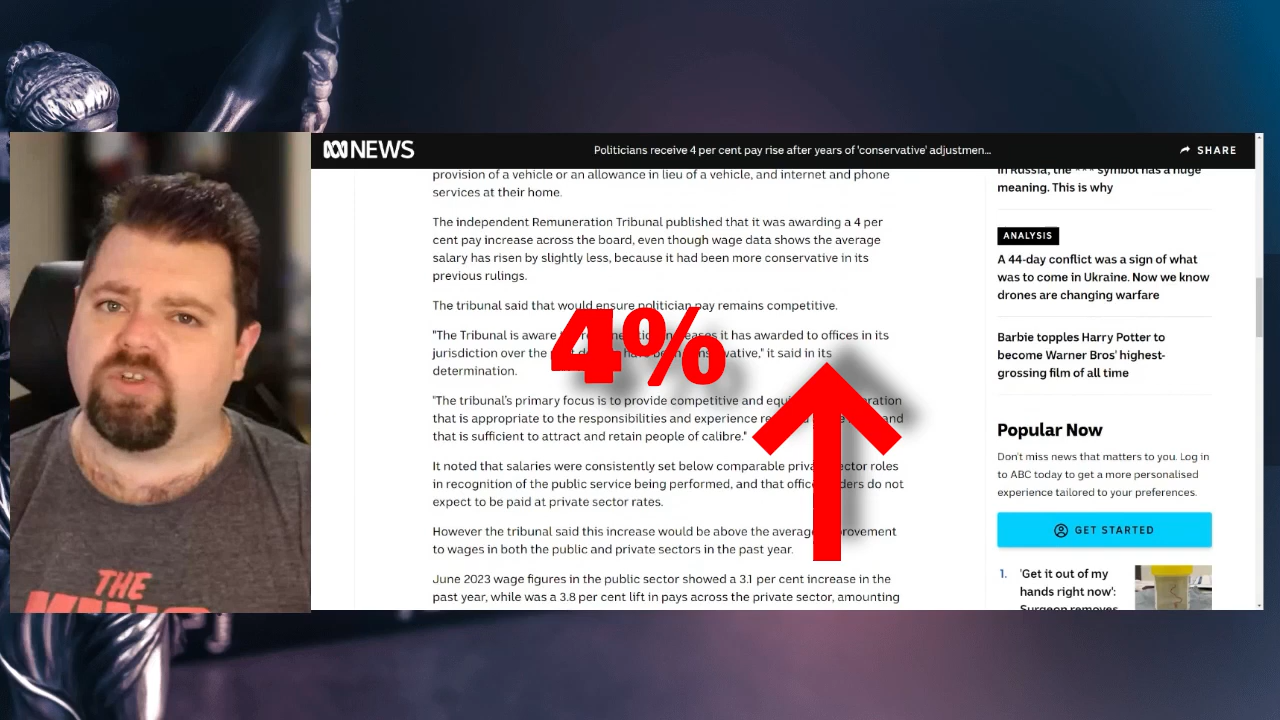 NEWS
Politicians receive 4 per cent pay rise after years of 'conservative' adjustmen...
SHARE
provision of a vehicle or an allowance in lieu of a vehicle, and internet and phone
services at their home.
The independent Remuneration Tribunal published that it was awarding a 4 per
cent pay increase across the board, even though wage data shows the average
salary has risen by slightly less, because it had been more conservative in its
previous rulings.
The tribunal said that would ensure politician pay remains competitive.
"The Tribunal is aware increases it has awarded to offices in its
jurisdiction over the it said in its
determination.
"The tribunal's primary focus is to provide competitive and
that is appropriate to the responsibilities and experience and
that is sufficient to attract and retain people of calibre."
It noted that salaries were consistently set below comparable sector roles
in recognition of the public service being performed, and that do not
expect to be paid at private sector rates.
However the tribunal said this increase would be above the average
to wages in both the public and private sectors in the past year.
June 2023 wage figures in the public sector showed a 3.1 per cent increase in the
past year, while was a 3.8 per cent lift in pays across the private sector, amounting
4%
in Russia, the '**' symbol has a huge
meaning. This is why
ANALYSIS
A 44-day conflict was a sign of what
was to come in Ukraine. Now we know
drones are changing warfare
Barbie topples Harry Potter to
become Warner Bros' highest-
grossing film of all time
Popular Now
Don't miss news that matters to you. Log in
to ABC today to get a more personalised
experience tailored to your preferences.
GET STARTED
1. 'Get it out of my
hands right now':
Surgeon removes
THE